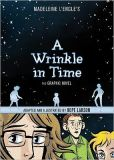 MADELEINE L'ENGLE'S
A
Wrinkle
in Time
THE GRAPHIC NOVEL
ADAPTED AND ILLUSTRATED BY HOPE LARSON